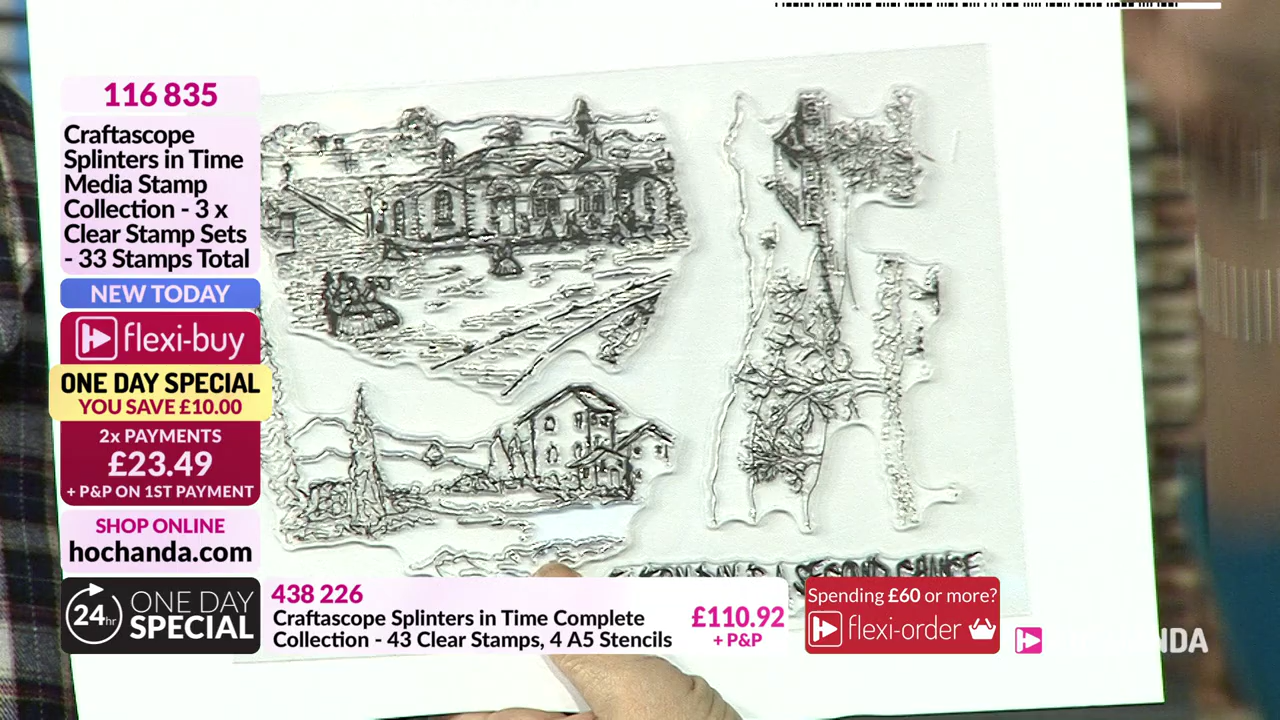 116 835
Craftascope
Splinters in Time
Media Stamp
Collection - 3 x
Clear Stamp Sets
- 33 Stamps Total
NEW TODAY
flexi-buy
ONE DAY SPECIAL
YOU SAVE £10.00
2x PAYMENTS
£23.49
+ P&P ON 1ST PAYMENT
SHOP ONLINE
hochanda.com
24hr
ONE DAY
SPECIAL
438 226
Craftascope Splinters in Time Complete
Collection - 43 Clear Stamps, 4 A5 Stencils
£110.92
+ P&P
Spending £60 or more?
flexi-order
SECOND